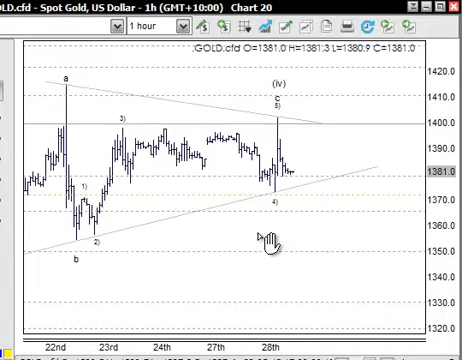 OLD.cfd - Spot Gold, US Dollar - 1h (GMT+10:00) Chart 20
1 hour
.GOLD.cfd O=1381.0 H=1381.3 L=1380.9 C=1381.0
a
(iv)
c
5)
3)
1)
2)
4)
b
1420.0
1410.0
1400.0
1390.0
1381.0
1370.0
1360.0
1350.0
1340.0
1330.0
1320.0
22nd 23rd 24th 27th 28th